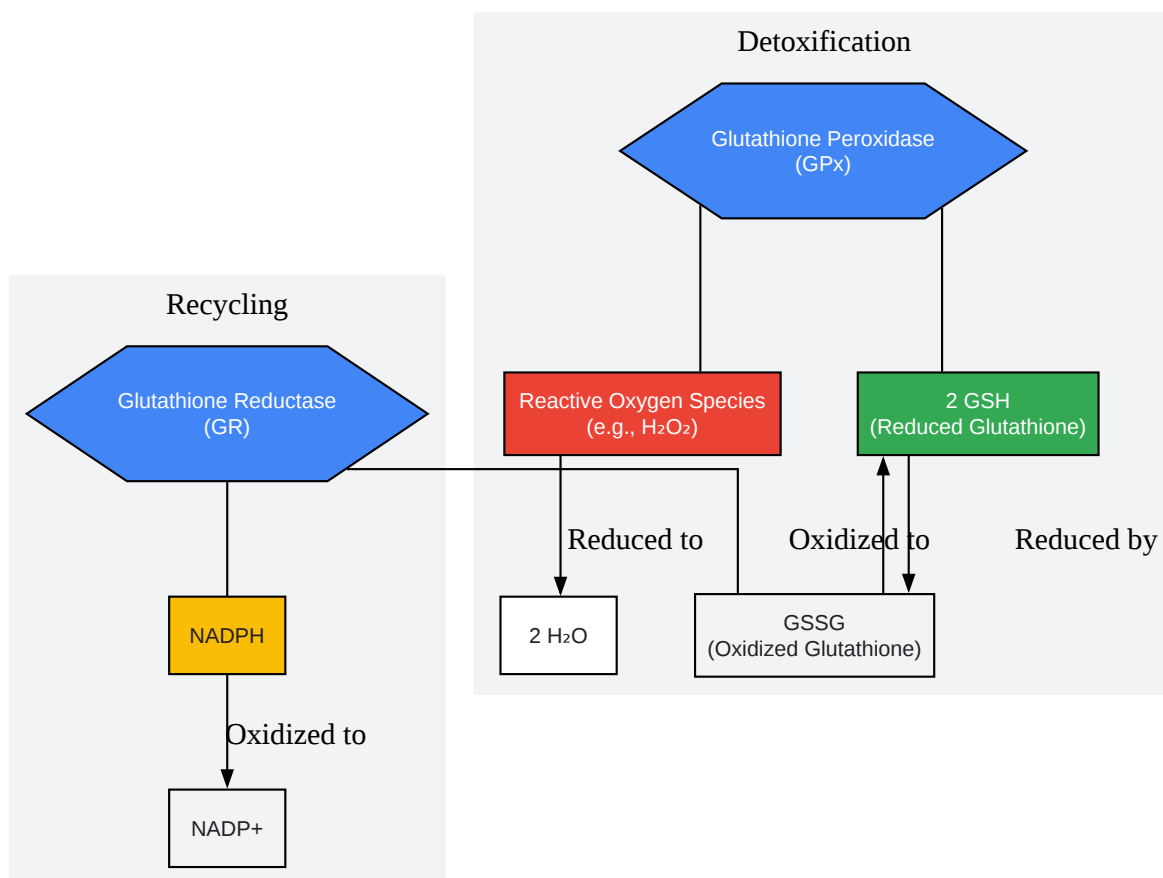 Detoxification
Glutathione Peroxidase
(GPx)
Recycling
Glutathione Reductase
(GR)
Reactive Oxygen Species
(e.g., H₂O₂)
2 GSH
(Reduced Glutathione)
Reduced to
Oxidized to
Reduced by
NADPH
2 H₂O
GSSG
(Oxidized Glutathione)
Oxidized to
NADP+